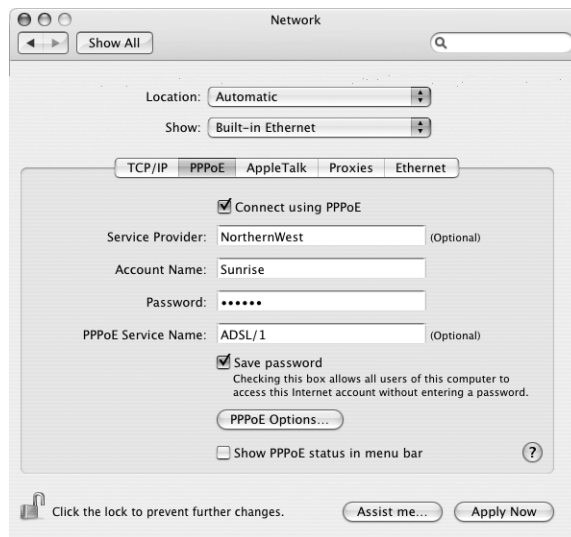 Network
Show All
Location: Automatic
Show: Built-in Ethernet
TCP/IP PPPoE AppleTalk Proxies Ethernet
Connect using PPPoE
Service Provider: NorthernWest (Optional)
Account Name: Sunrise
Password: ••••••
PPPoE Service Name: ADSL/1 (Optional)
Save password
Checking this box allows all users of this computer to
access this Internet account without entering a password.
PPPoE Options...
Show PPPoE status in menu bar ?
Click the lock to prevent further changes. Assist me... Apply Now